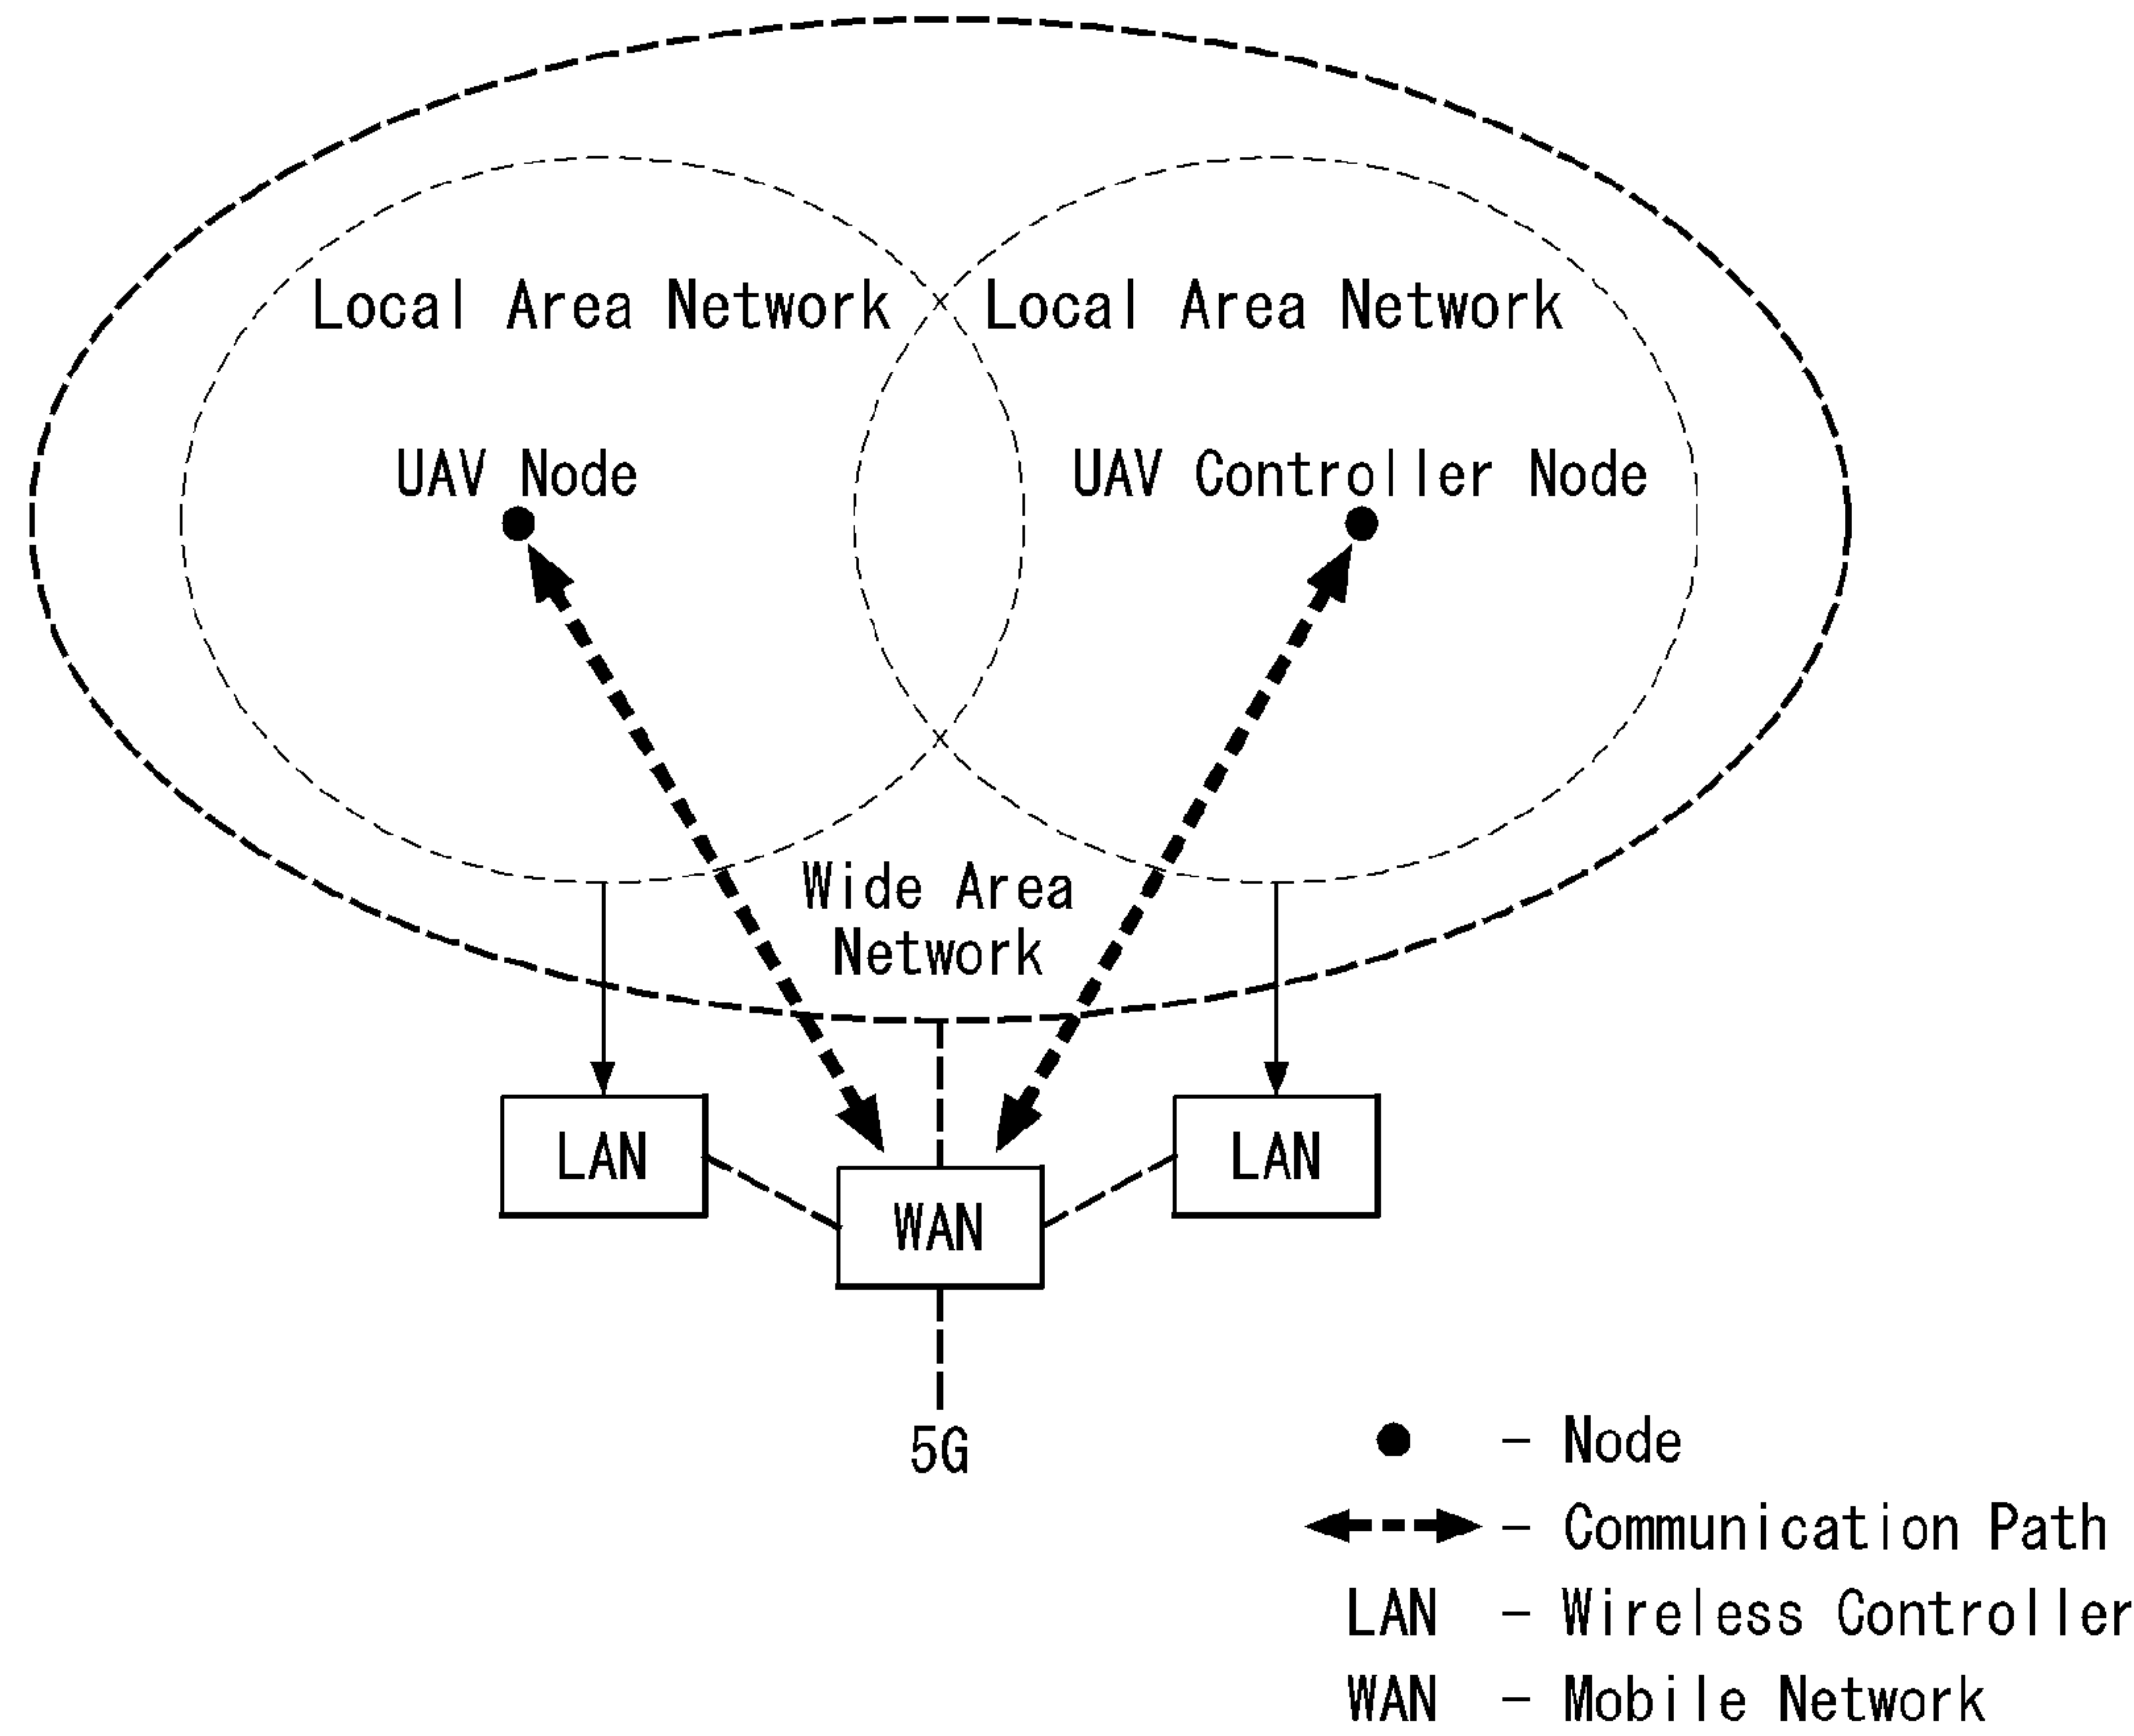 Local Area Network
Local Area Network
UAV Node
UAV Controller Node
Wide Area
Network
LAN
LAN
WAN
5G
– Node
– Communication Path
LAN – Wireless Controller
WAN – Mobile Network